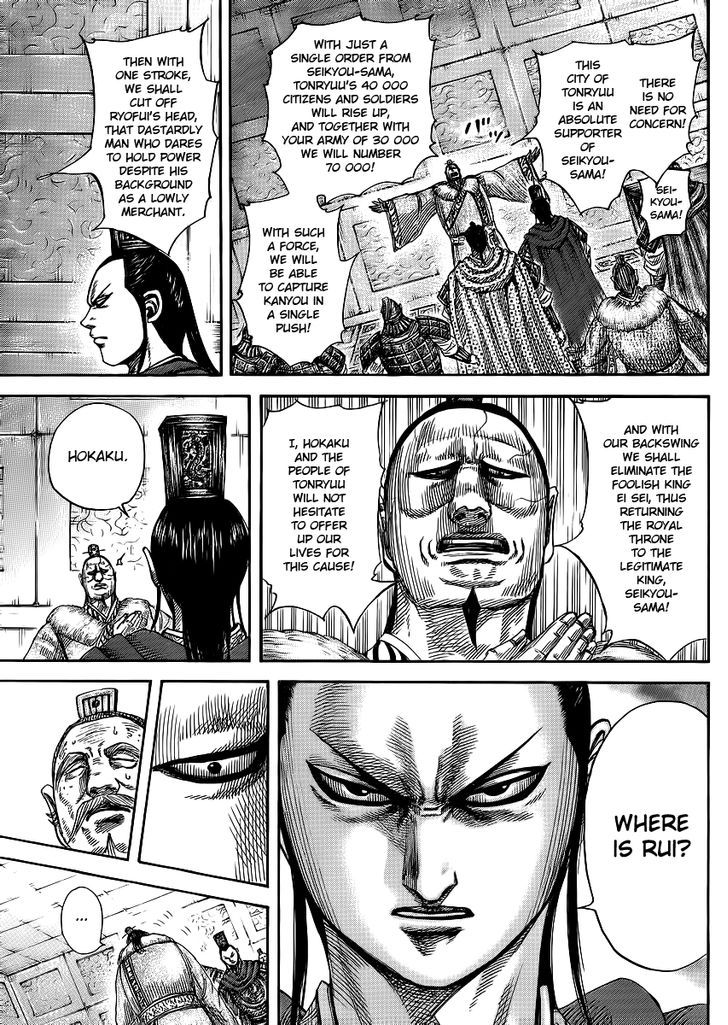 THERE
IS NO
NEED FOR
CONCERN!
THIS
CITY OF
TONRYUU
IS AN
ABSOLUTE
SUPPORTER
OF
SEIKYOU-
SAMA!
SEI-
KYOU-
SAMA!
WITH JUST A
SINGLE ORDER FROM
SEIKYOU-SAMA,
TONRYUU'S 40 000
CITIZENS AND SOLDIERS
WILL RISE UP,
AND TOGETHER WITH
YOUR ARMY OF 30 000
WE WILL NUMBER
70 000!
バッ
WITH SUCH
A FORCE,
WE WILL
BE ABLE
TO CAPTURE
KANYOU IN
A SINGLE
PUSH!
THEN WITH
ONE STROKE,
WE SHALL
CUT OFF
RYOFUI'S HEAD,
THAT DASTARDLY
MAN WHO DARES
TO HOLD POWER
DESPITE HIS
BACKGROUND
AS A LOWLY
MERCHANT.
AND WITH
OUR BACKSWING
WE SHALL
ELIMINATE THE
FOOLISH KING
EI SEI, THUS
RETURNING
THE ROYAL
THRONE
TO THE
LEGITIMATE
KING,
SEIKYOU-
SAMA!
I, HOKAKU
AND THE
PEOPLE OF
TONRYUU
WILL NOT
HESITATE
TO OFFER
UP OUR
LIVES FOR
THIS CAUSE!
HOKAKU.
WHERE
IS RUI?
...